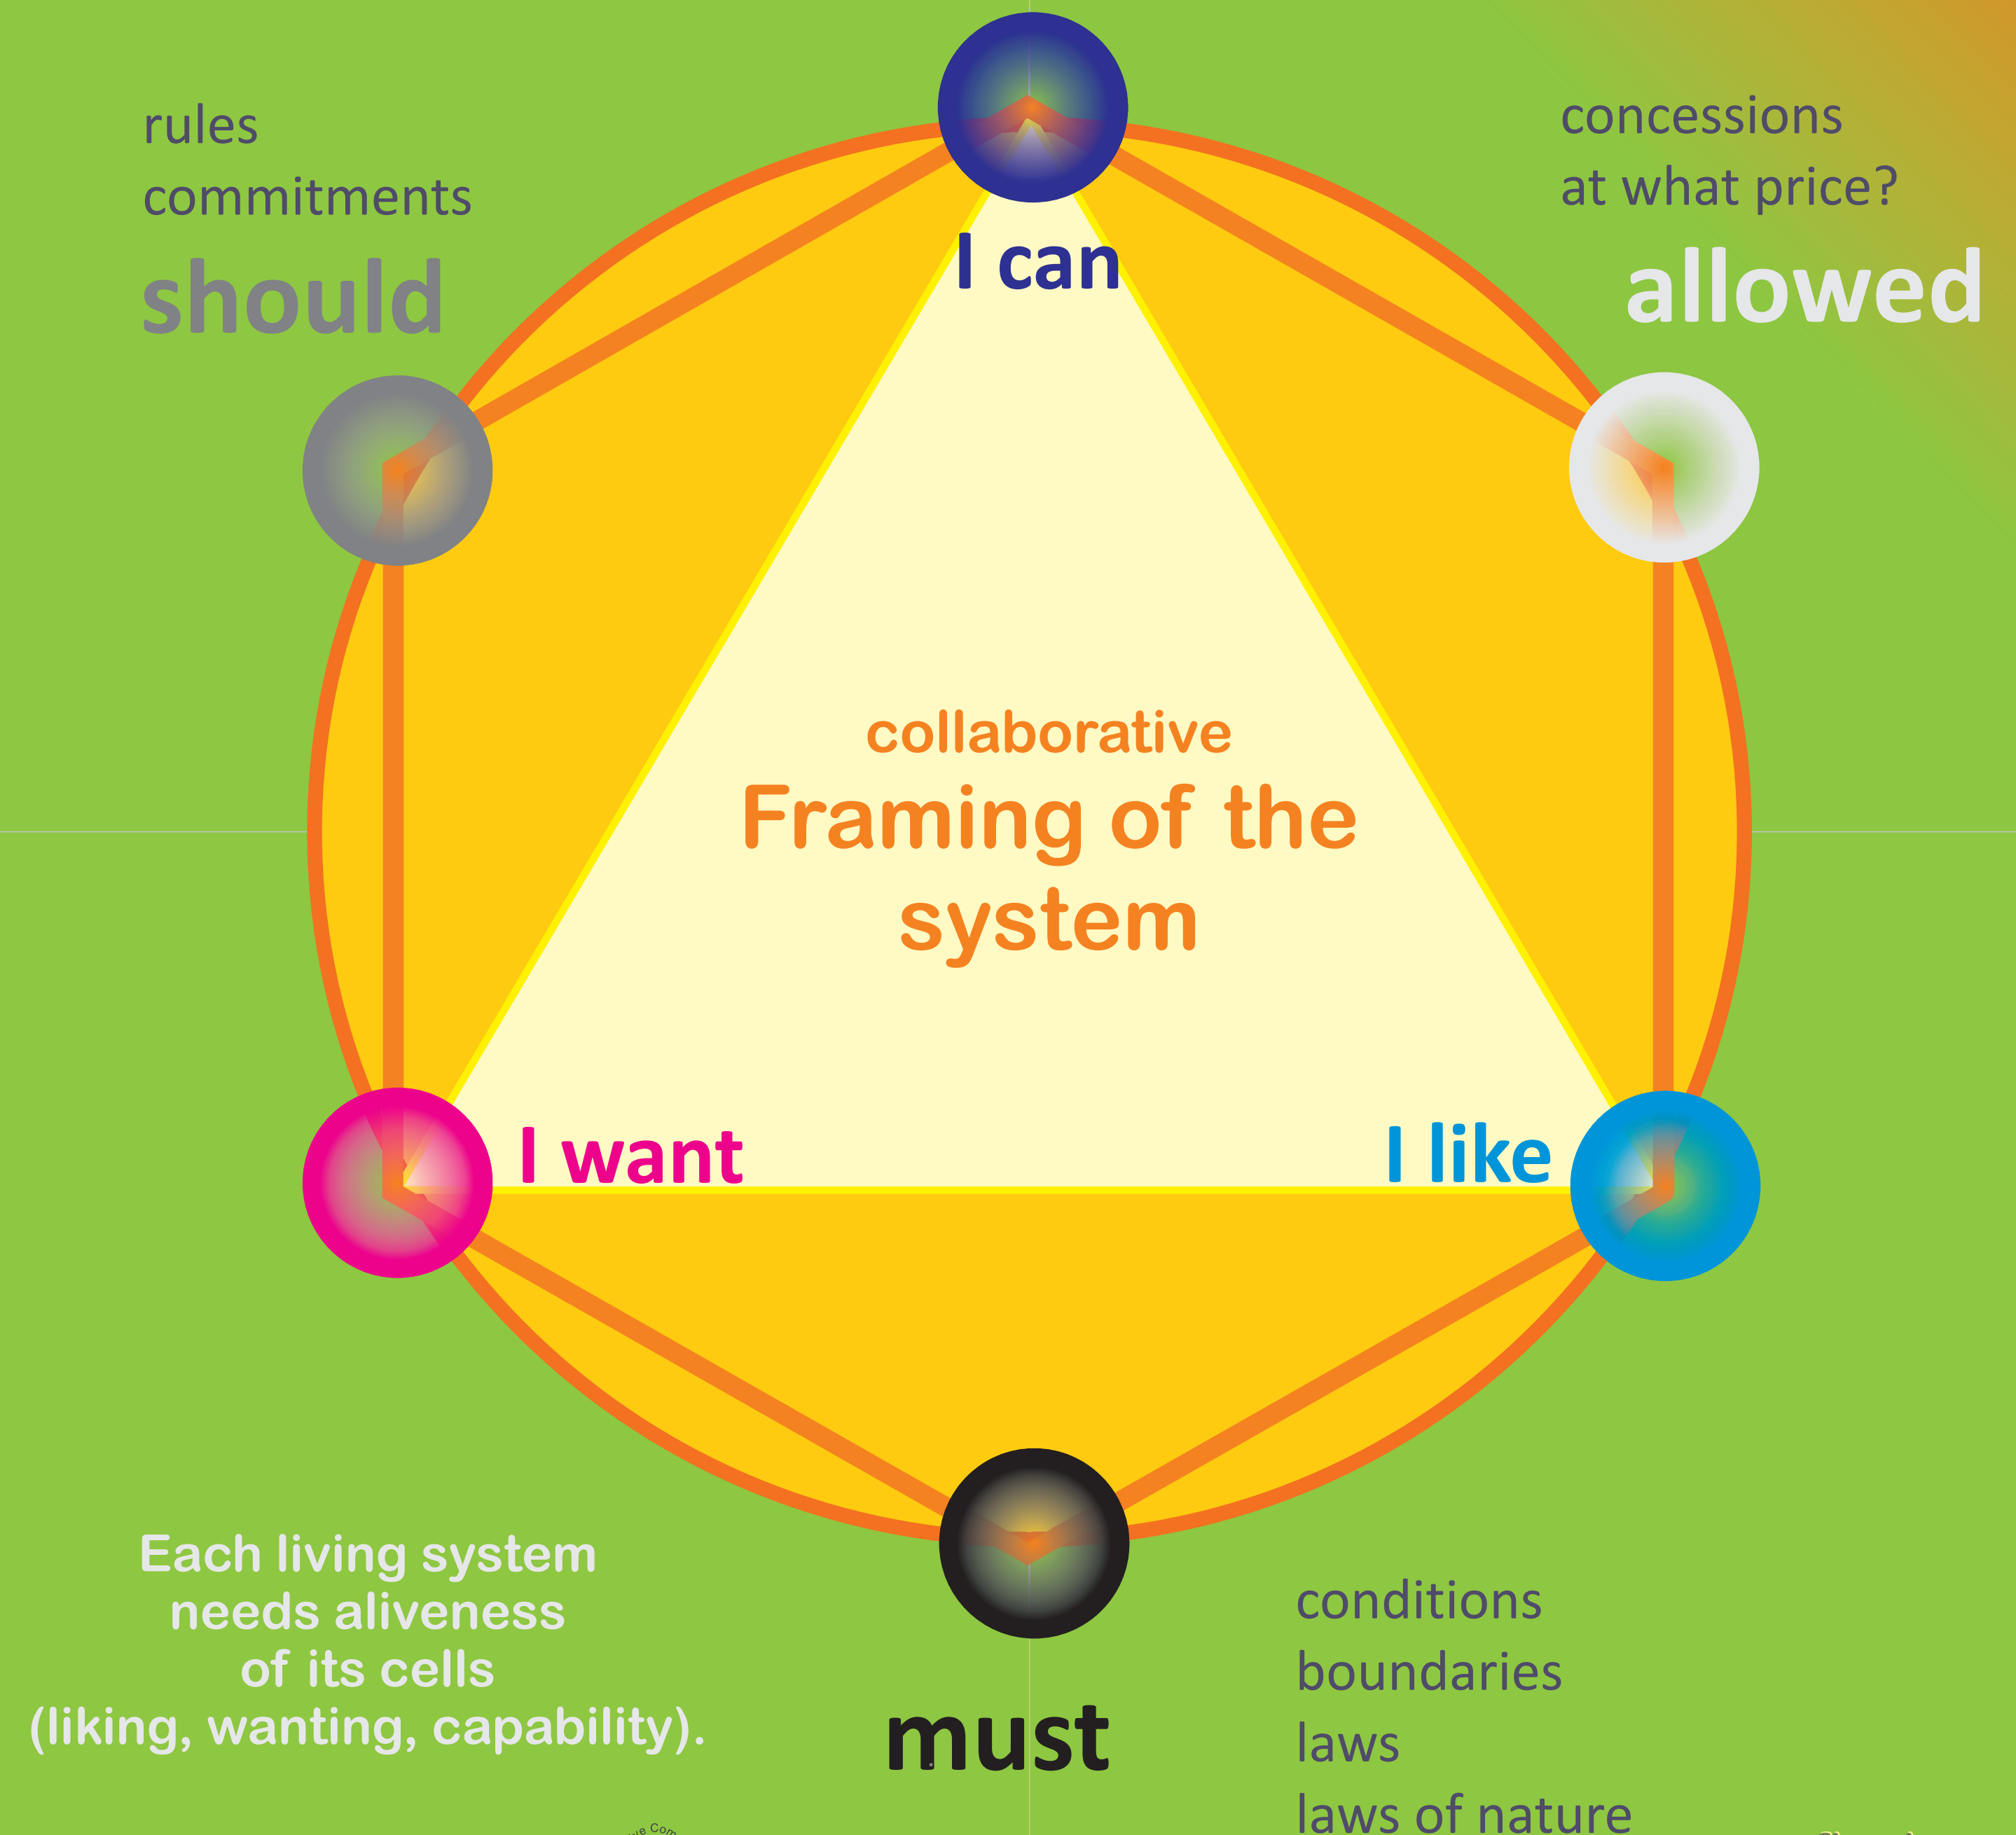 rules
commitments
should
concessions
at what price?
allowed
I can
collaborative
Framing of the
system
I want
I like
Each living system
needs aliveness
of its cells
(liking, wanting, capability).
must
conditions
boundaries
laws
laws of nature